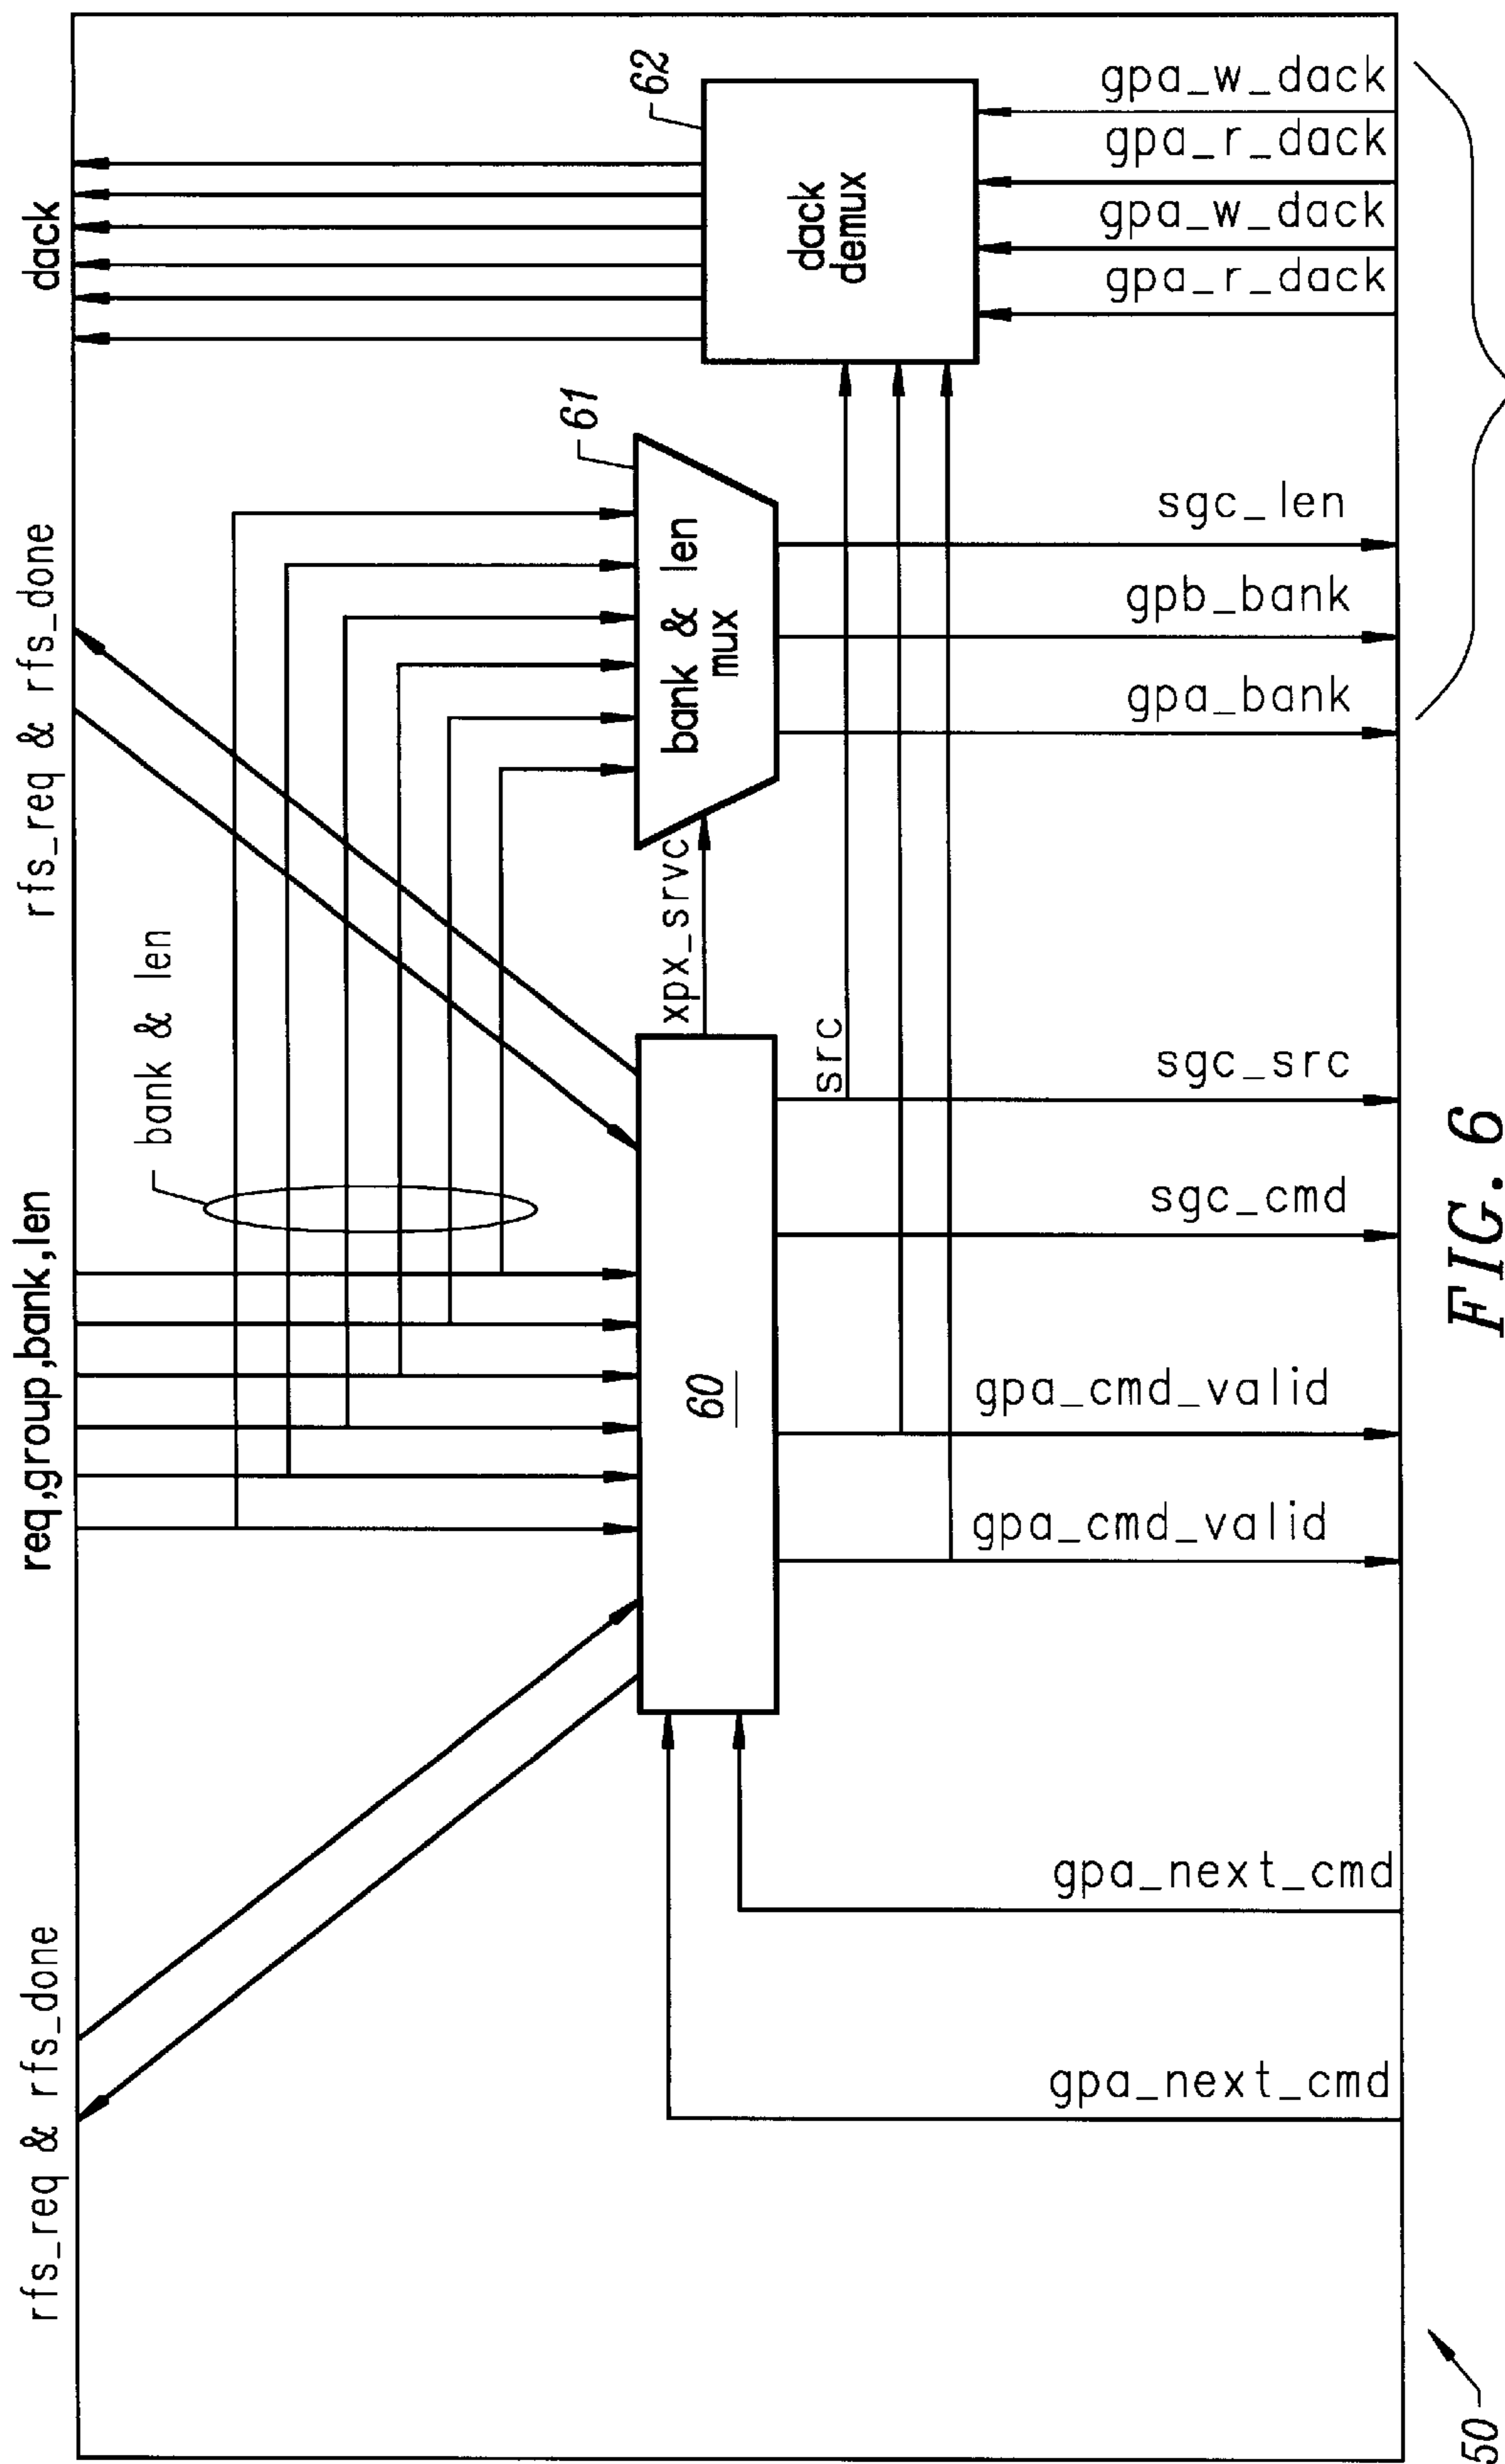 rfs_req & rfs_done
req,group,bank,len
rfs_req & rfs_done
dack
bank & len
60
xpx_srvc
bank & len
mux
61
dack
demux
62
src
gpa_next_cmd
gpa_next_cmd
gpa_cmd_valid
gpa_cmd_valid
sgc_cmd
sgc_src
gpa_bank
gpb_bank
sgc_len
gpa_r_dack
gpa_w_dack
gpa_r_dack
gpa_w_dack
50
FIG. 6